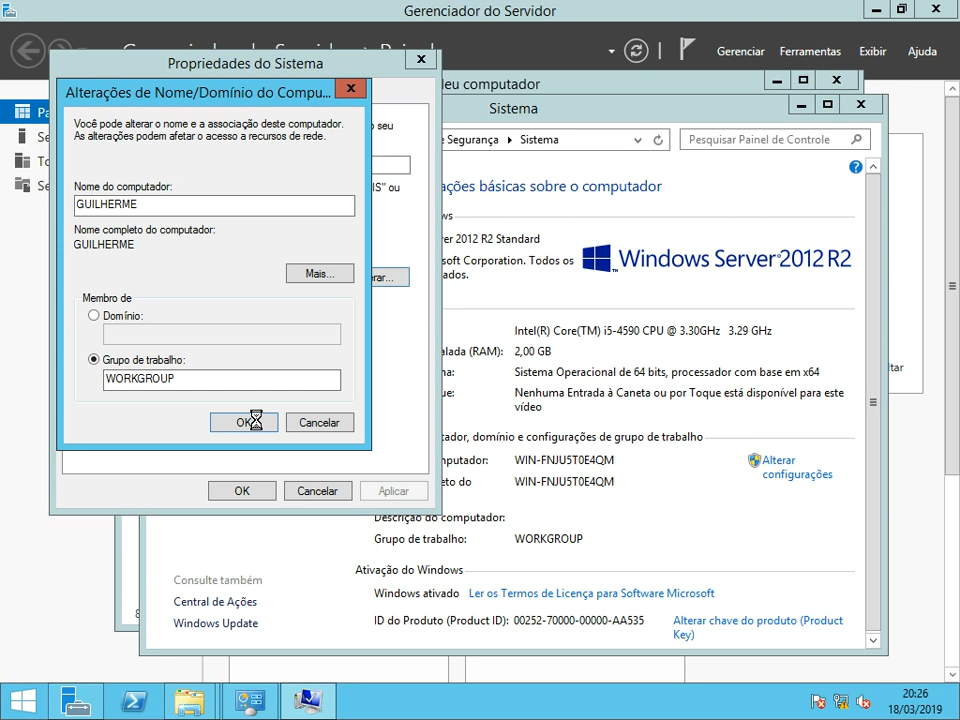 Gerenciador do Servidor
Gerenciar Ferramentas Exibir Ajuda
Propriedades do Sistema
Alterações de Nome/Domínio do Compu...
Você pode alterar o nome e a associação deste computador.
As alterações podem afetar o acesso a recursos de rede.
Nome do computador:
GUILHERME
Nome completo do computador:
GUILHERME
Mais...
Membro de
Domínio:
Grupo de trabalho:
WORKGROUP
OK
Cancelar
OK
Cancelar
Aplicar
eu computador
Sistema
e Segurança
Sistema
Pesquisar Painel de Controle
ações básicas sobre o computador
er 2012 R2 Standard
soft Corporation. Todos os
ados.
Windows Server 2012 R2
Intel(R) Core(TM) i5-4590 CPU @ 3.30GHz 3.29 GHz
alada (RAM): 2,00 GB
Sistema Operacional de 64 bits, processador com base em x64
Nenhuma Entrada à Caneta ou por Toque está disponível para este
vídeo
tador, domínio e configurações de grupo de trabalho
mputador: WIN-FNJU5T0E4QM
eto do WIN-FNJU5T0E4QM
Alterar
configurações
Descrição do computador:
Grupo de trabalho: WORKGROUP
Ativação do Windows
Windows ativado Ler os Termos de Licença para Software Microsoft
ID do Produto (Product ID): 00252-70000-00000-AA535
Alterar chave do produto (Product
Key)
Consulte também
Central de Ações
Windows Update
20:26
18/03/2019